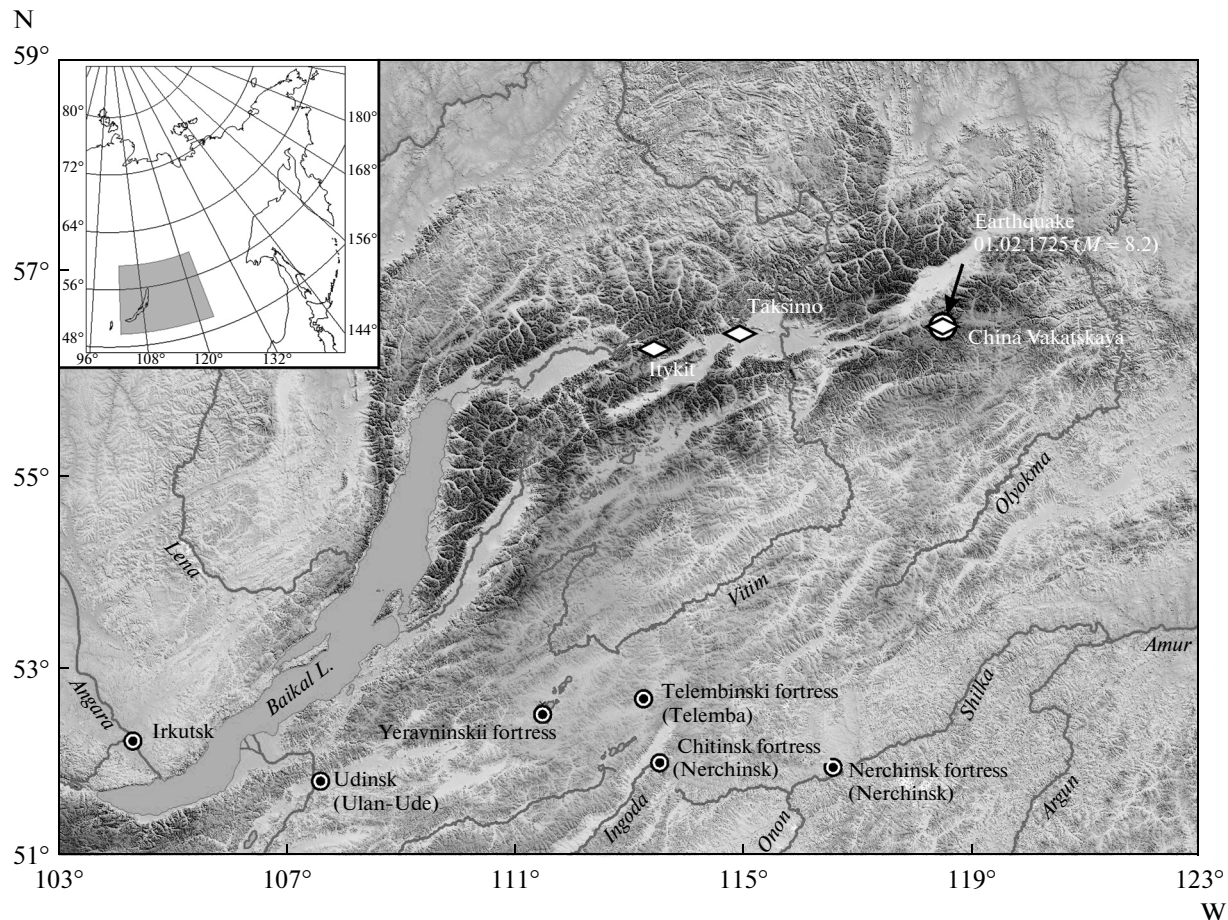 N
59°
57°
55°
53°
51°
103°
107°
111°
115°
119°
123°
W
80°
72°
64°
56°
48°
96°
108°
120°
132°
144°
156°
168°
180°
Earthquake
01.02.1725 (M = 8.2)
Taksimo
China Vakatskaya
Itykit
Olyokma
Lena
Vitim
Amur
Shilka
Baikal L.
Angara
Irkutsk
Telembinski fortress
(Telemba)
Yeravninskii fortress
Chitinsk fortress
(Nerchinsk)
Udinsk
(Ulan-Ude)
Nerchinsk fortress
(Nerchinsk)
Ingoda
Onon
Argun